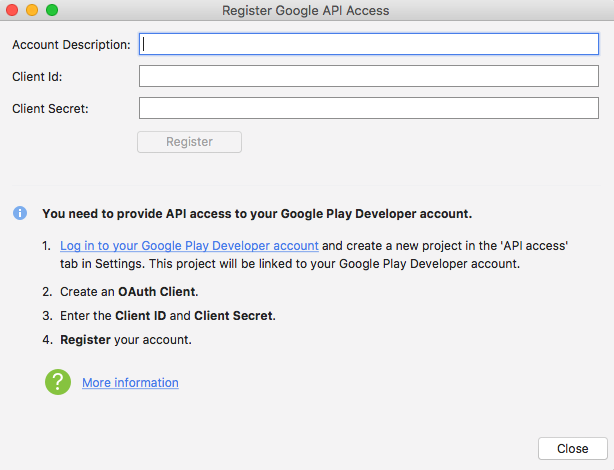 Register Google API Access
Account Description:
Client Id:
Client Secret:
Register
You need to provide API access to your Google Play Developer account.
1. Log in to your Google Play Developer account and create a new project in the 'API access'
tab in Settings. This project will be linked to your Google Play Developer account.
2. Create an OAuth Client.
3. Enter the Client ID and Client Secret.
4. Register your account.
? More information
Close